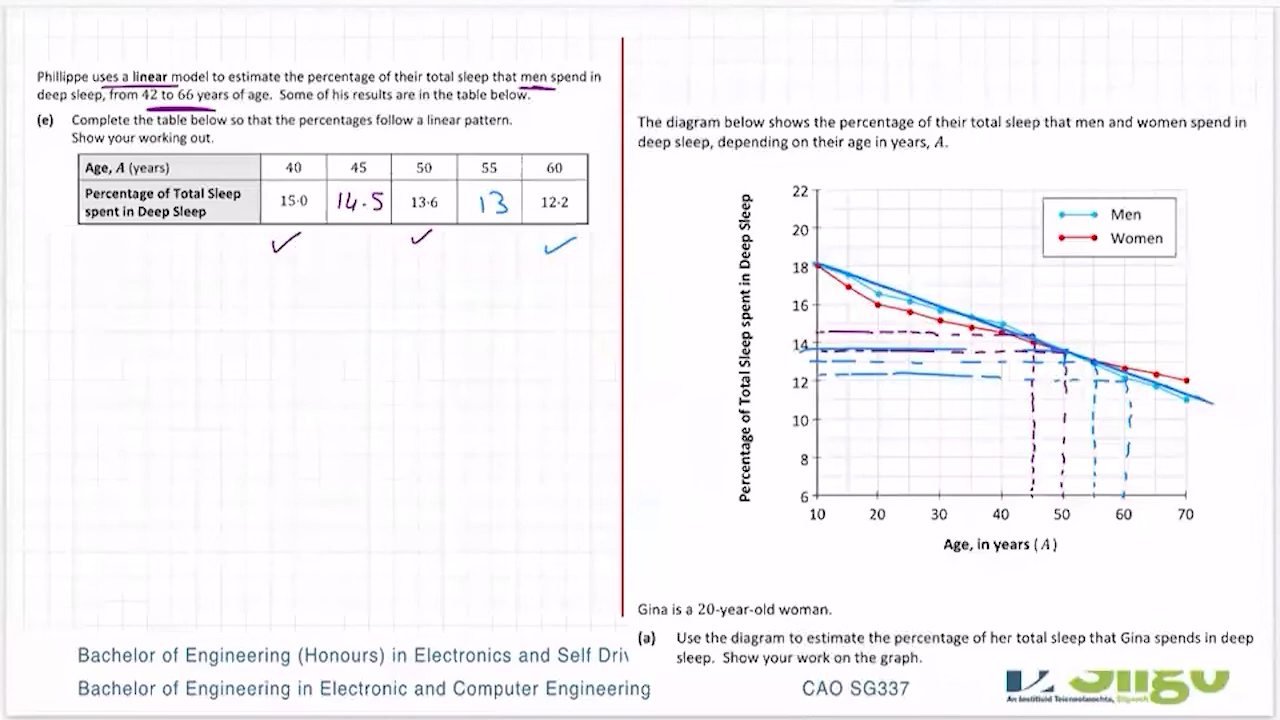 Phillippe uses a linear model to estimate the percentage of their total sleep that men spend in
deep sleep, from 42 to 66 years of age. Some of his results are in the table below.
(e) Complete the table below so that the percentages follow a linear pattern.
Show your working out.
Age, A (years) 40 45 50 55 60
Percentage of Total Sleep
spent in Deep Sleep 15·0 14.5 13·6 13 12·2
The diagram below shows the percentage of their total sleep that men and women spend in
deep sleep, depending on their age in years, A.
Percentage of Total Sleep spent in Deep Sleep
22
20
18
16
14
12
10
8
6
Men
Women
10 20 30 40 50 60 70
Age, in years (A)
Gina is a 20-year-old woman.
(a) Use the diagram to estimate the percentage of her total sleep that Gina spends in deep
sleep. Show your work on the graph.
Bachelor of Engineering (Honours) in Electronics and Self Driv
Bachelor of Engineering in Electronic and Computer Engineering
CAO SG337
Sligo
An Institiúid Teicneolaíochta, Sligeach